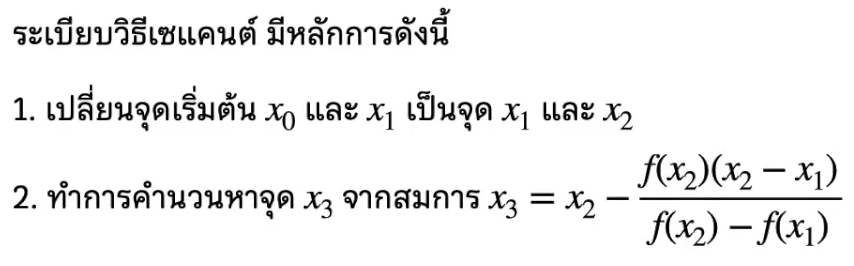 ระเบียบวิธีเซแคนต์ มีหลักการดังนี้
1. เปลี่ยนจุดเริ่มต้น x₀ และ x₁ เป็นจุด x₁ และ x₂
2. ทำการคำนวนหาจุด x₃ จากสมการ x₃ = x₂ − f(x₂)(x₂ − x₁) / f(x₂) − f(x₁)